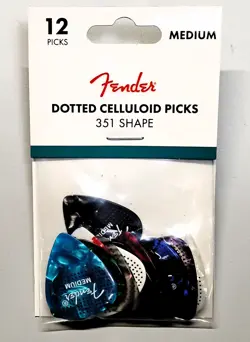 12
PICKS
MEDIUM
Fender
DOTTED CELLULOID PICKS
351 SHAPE
Fender
MEDIUM